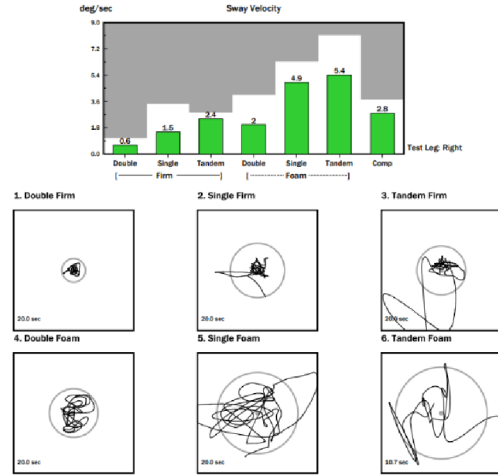 deg/sec Sway Velocity
9.0
7.2
5.4
3.6
1.8
0.0
0.6 1.5 2.4 2 4.9 5.4 2.8
Double Single Tandem Double Single Tandem Comp
Firm Foam
Test Leg: Right
1. Double Firm 2. Single Firm 3. Tandem Firm
20.0 sec 20.0 sec 20.0 sec
4. Double Foam 5. Single Foam 6. Tandem Foam
20.0 sec 20.0 sec 18.7 sec